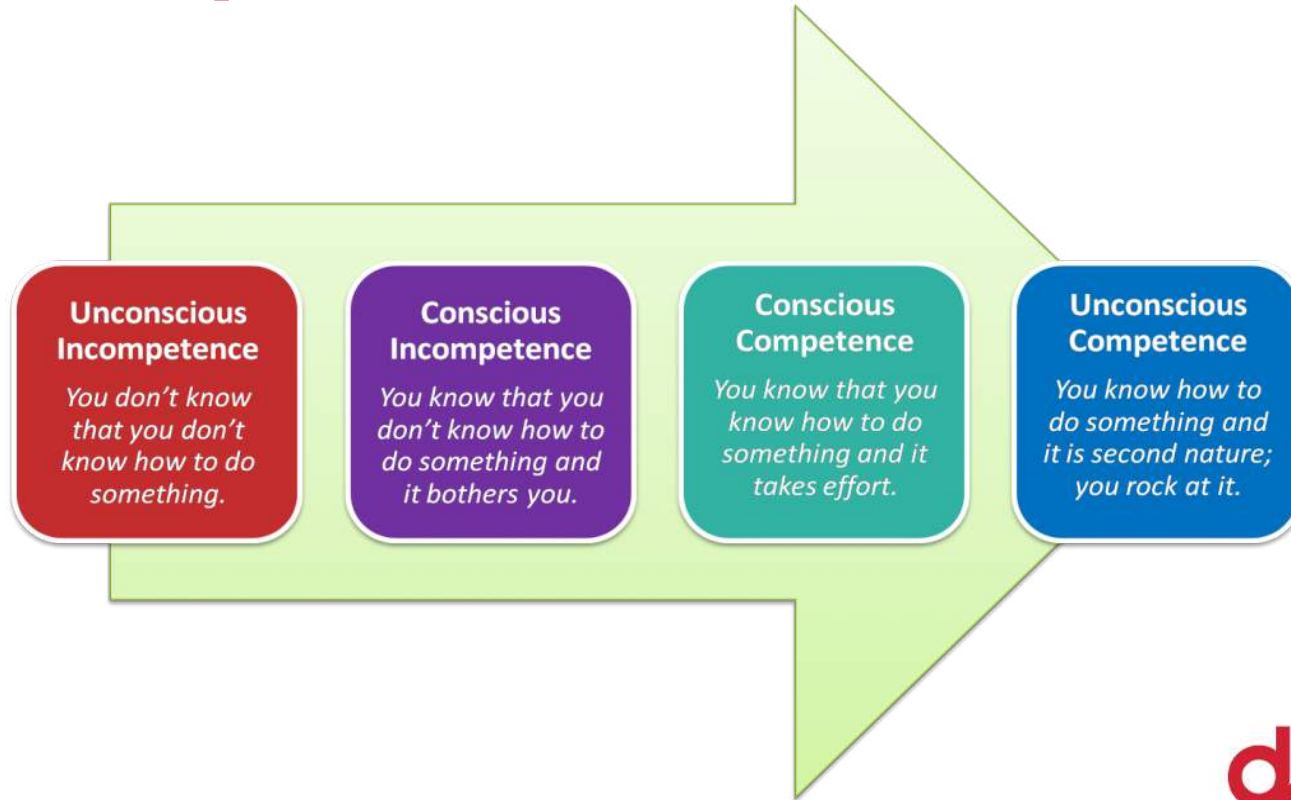 Unconscious
Incompetence
You don't know
that you don't
know how to do
something.
Conscious
Incompetence
You know that you
don't know how to
do something and
it bothers you.
Conscious
Competence
You know that you
know how to do
something and it
takes effort.
Unconscious
Competence
You know how to
do something and
it is second nature;
you rock at it.